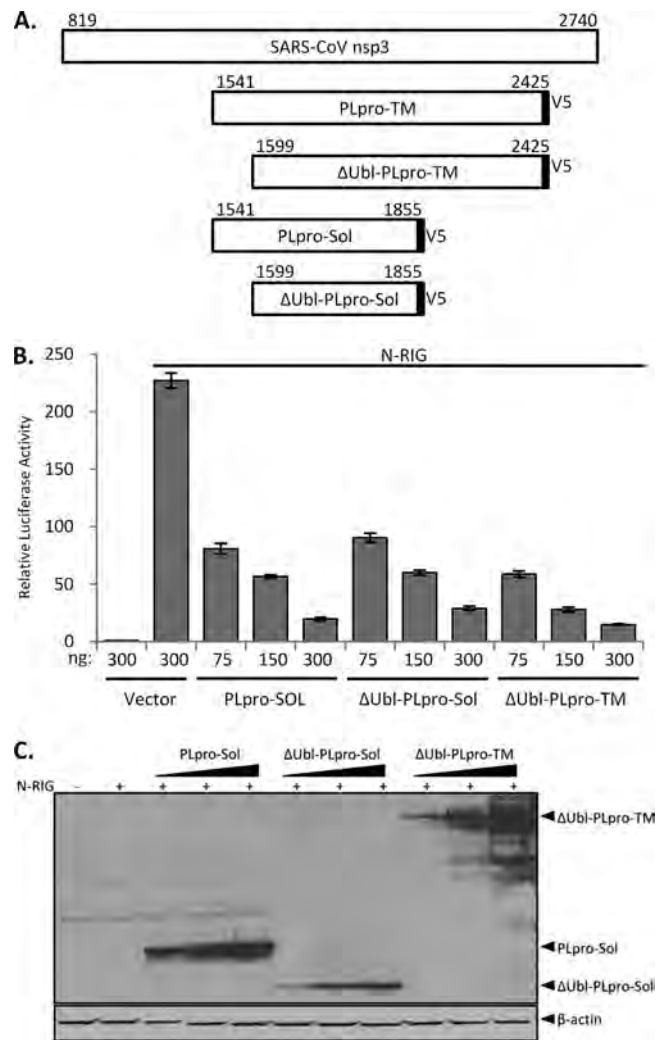 A.
819 2740
SARS-CoV nsp3
1541 2425
PLpro-TM V5
1599 2425
ΔUbl-PLpro-TM V5
1541 1855
PLpro-Sol V5
1599 1855
ΔUbl-PLpro-Sol V5
B.
N-RIG
250
200
150
100
50
0
Relative Luciferase Activity
ng: 300 300 75 150 300 75 150 300 75 150 300
Vector PLpro-SOL ΔUbl-PLpro-Sol ΔUbl-PLpro-TM
C.
PLpro-Sol ΔUbl-PLpro-Sol ΔUbl-PLpro-TM
N-RIG - + + + + + + + + + +
ΔUbl-PLpro-TM
PLpro-Sol
ΔUbl-PLpro-Sol
β-actin